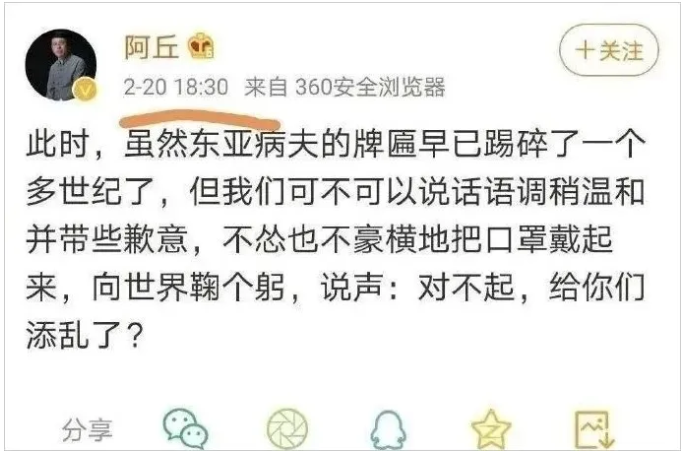 阿丘
+关注
2-20 18:30 来自 360安全浏览器
此时，虽然东亚病夫的牌匾早已踢碎了一个
多世纪了，但我们可不可以说话语调稍温和
并带些歉意，不怂也不豪横地把口罩戴起
来，向世界鞠个躬，说声：对不起，给你们
添乱了？
分享